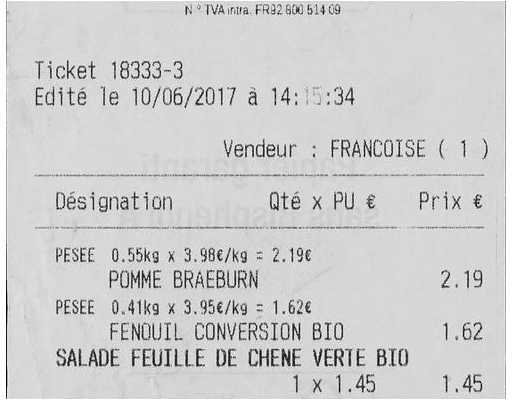 N° TVA intra. FR92 800 514 09
Ticket 18333-3
Edité le 10/06/2017 à 14:15:34
Vendeur : FRANCOISE ( 1 )
Désignation Qté x PU € Prix €
PESEE 0.55kg x 3.98€/kg = 2.19€
POMME BRAEBURN 2.19
PESEE 0.41kg x 3.95€/kg = 1.62€
FENOUIL CONVERSION BIO 1.62
SALADE FEUILLE DE CHENE VERTE BIO
1 x 1.45 1.45